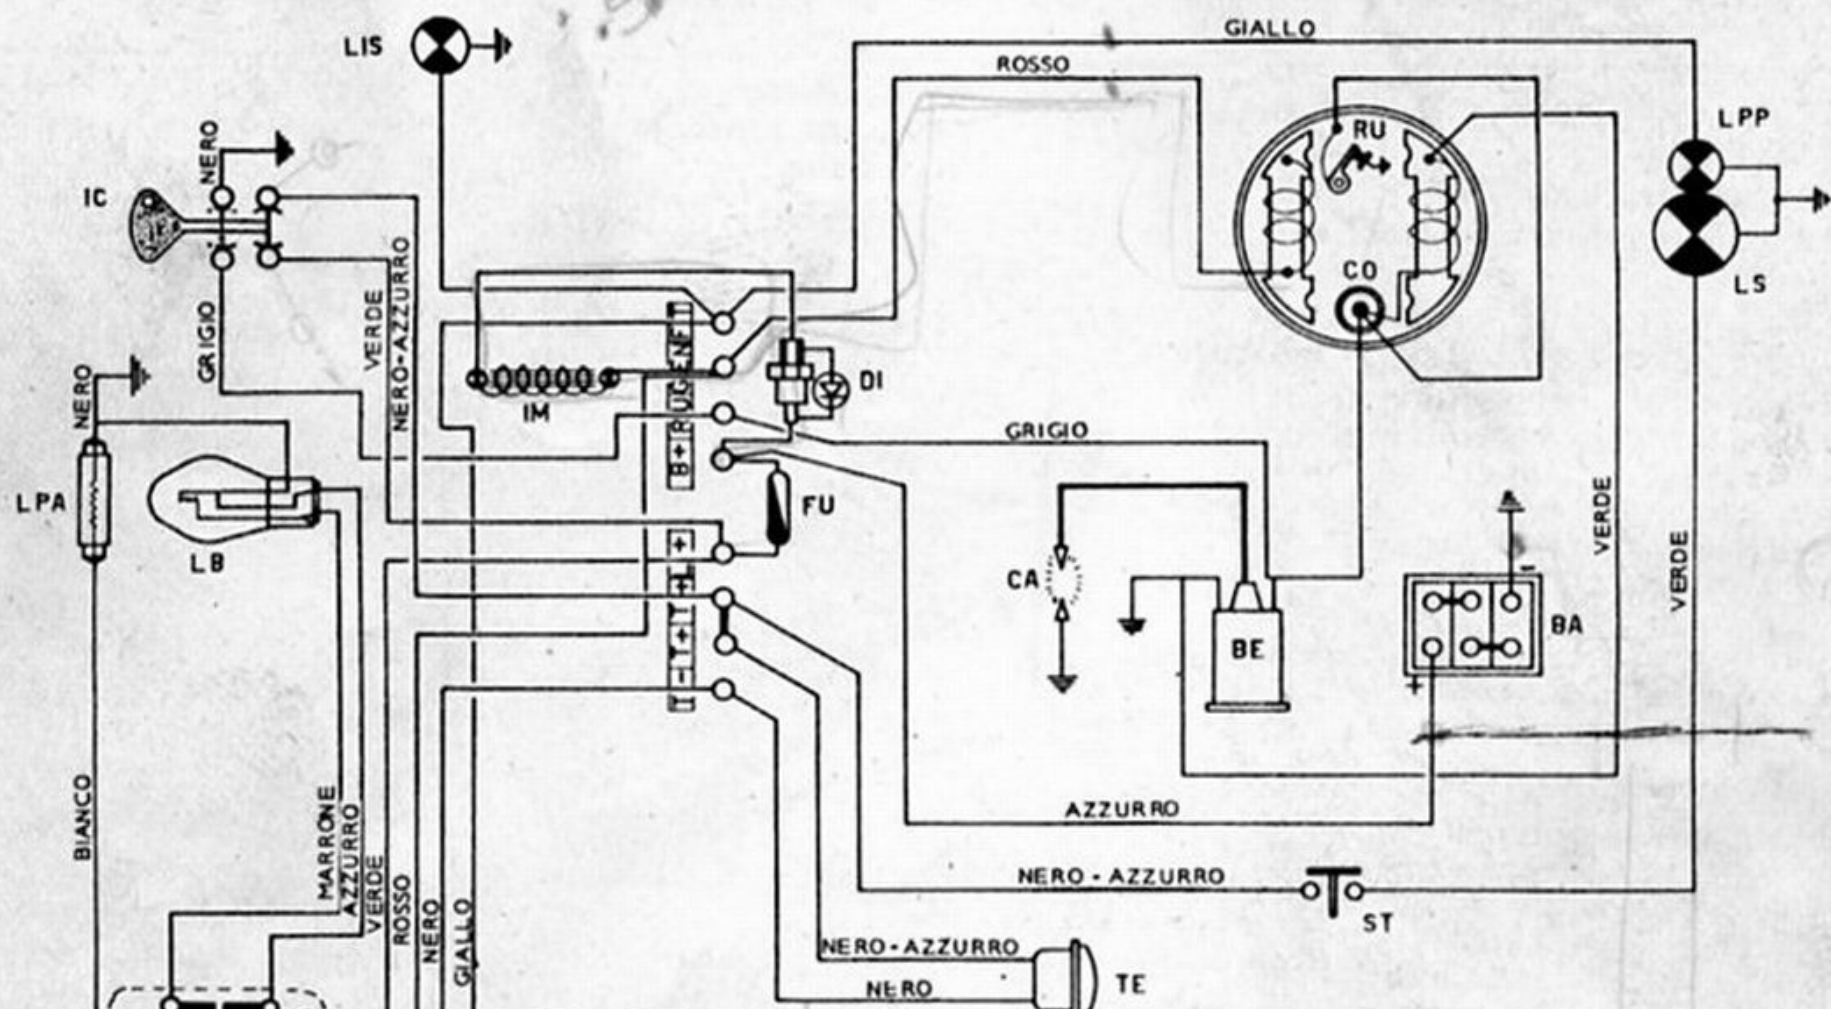 LIS
GIALLO
ROSSO
LPP
RU
NERO
IC
CO
LS
GRIGIO
VERDE
NERO-AZZURRO
NERO
IM
DI
B+
GRIGIO
LPA
LB
FU
CA
BE
VERDE
VERDE
BA
-
+
BIANCO
MARRONE
AZZURRO
VERDE
ROSSO
NERO
GIALLO
AZZURRO
NERO - AZZURRO
ST
NERO - AZZURRO
TE
NERO